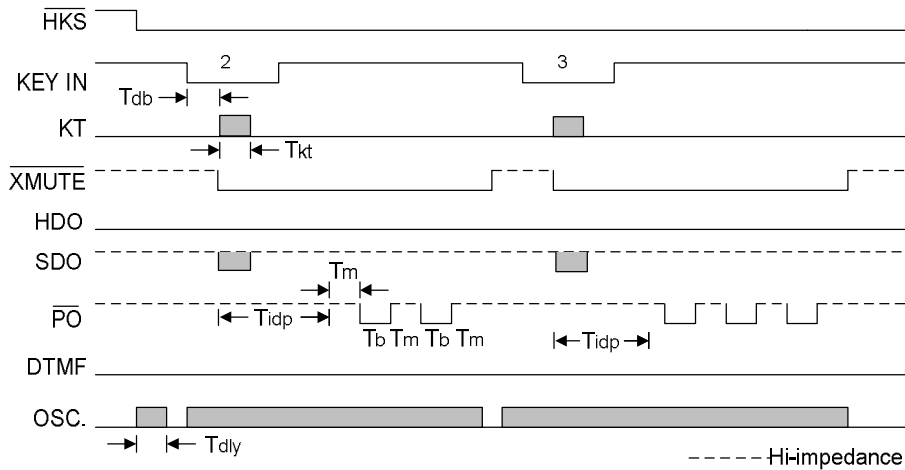 HKS
2 3
KEY IN
Tdb
KT
Tkt
XMUTE
HDO
SDO
Tm
PO
Tidp
Tb Tm Tb Tm
Tidp
DTMF
OSC.
Tdly
Hi-impedance